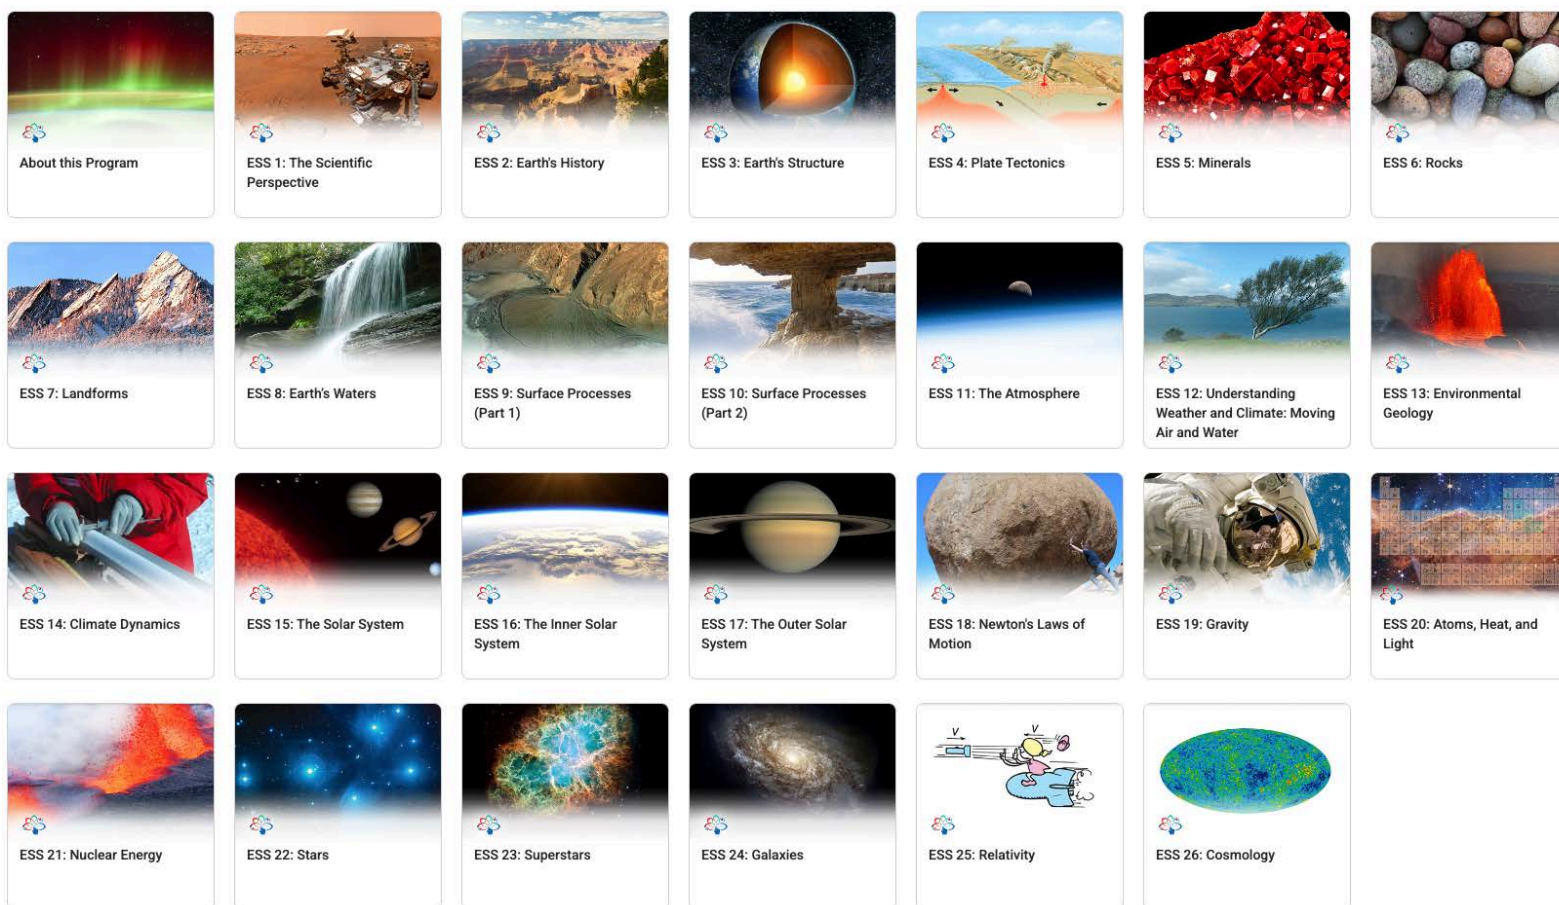 About this Program
ESS 1: The Scientific
Perspective
ESS 2: Earth's History
ESS 3: Earth's Structure
ESS 4: Plate Tectonics
ESS 5: Minerals
ESS 6: Rocks
ESS 7: Landforms
ESS 8: Earth's Waters
ESS 9: Surface Processes
(Part 1)
ESS 10: Surface Processes
(Part 2)
ESS 11: The Atmosphere
ESS 12: Understanding
Weather and Climate: Moving
Air and Water
ESS 13: Environmental
Geology
ESS 14: Climate Dynamics
ESS 15: The Solar System
ESS 16: The Inner Solar
System
ESS 17: The Outer Solar
System
ESS 18: Newton's Laws of
Motion
ESS 19: Gravity
ESS 20: Atoms, Heat, and
Light
V
V
ESS 21: Nuclear Energy
ESS 22: Stars
ESS 23: Superstars
ESS 24: Galaxies
ESS 25: Relativity
ESS 26: Cosmology